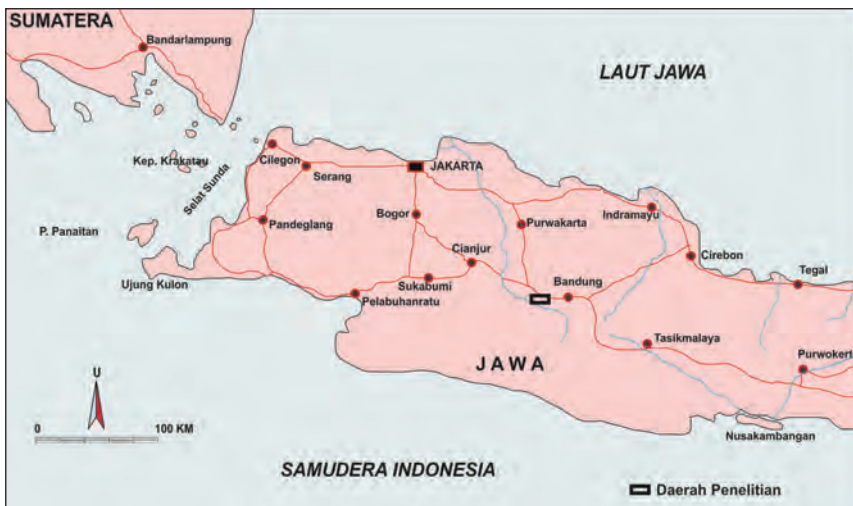 SUMATERA
Bandarlampung
LAUT JAWA
Kep. Krakatau
Cilegon
JAKARTA
Serang
Selat Sunda
P. Panaitan
Pandeglang
Bogor
Purwakarta
Indramayu
Cianjur
Cirebon
Tegal
Ujung Kulon
Sukabumi
Bandung
Pelabuhanratu
Tasikmalaya
Purwokert
JAWA
U
0 100 KM
Nusakambangan
SAMUDERA INDONESIA
Daerah Penelitian